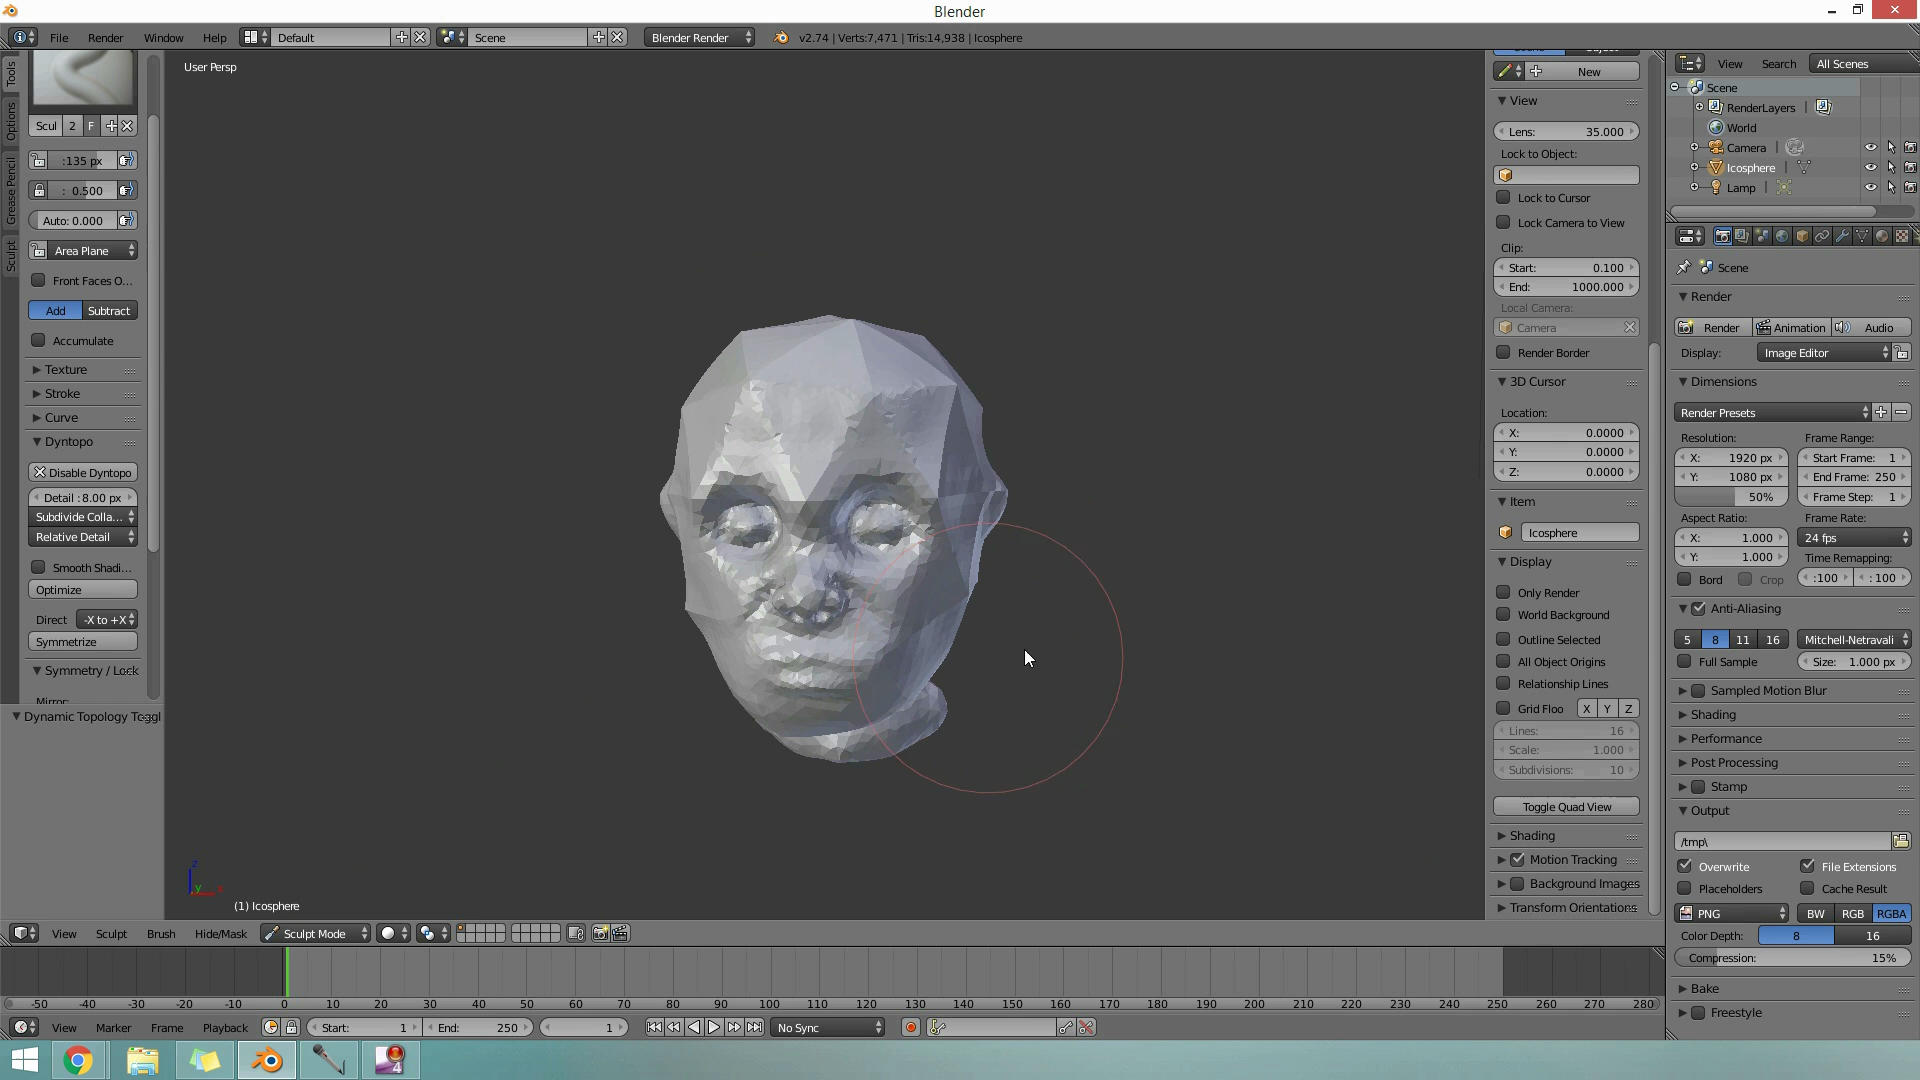 Blender
File Render Window Help Default Scene Blender Render v2.74 | Verts:7,471 | Tris:14,938 | Icosphere
Tools
Options
Grease Pencil
Sculpt
Scul 2 F
:135 px
: 0.500
Auto: 0.000
Area Plane
Front Faces O...
Add Subtract
Accumulate
Texture
Stroke
Curve
Dyntopo
Disable Dyntopo
Detail :8.00 px
Subdivide Colla...
Relative Detail
Smooth Shadi...
Optimize
Direct -X to +X
Symmetrize
Symmetry / Lock
Mirror:
Dynamic Topology Toggl
User Persp
z
y
x
(1) Icosphere
New
View
Lens: 35.000
Lock to Object:
Lock to Cursor
Lock Camera to View
Clip:
Start: 0.100
End: 1000.000
Local Camera:
Camera
Render Border
3D Cursor
Location:
X: 0.0000
Y: 0.0000
Z: 0.0000
Item
Icosphere
Display
Only Render
World Background
Outline Selected
All Object Origins
Relationship Lines
Grid Floo X Y Z
Lines: 16
Scale: 1.000
Subdivisions: 10
Toggle Quad View
Shading
Motion Tracking
Background Images
Transform Orientations
View Search All Scenes
Scene
RenderLayers |
World
Camera |
Icosphere |
Lamp |
Scene
Render
Render Animation Audio
Display: Image Editor
Dimensions
Render Presets
Resolution: Frame Range:
X: 1920 px Start Frame: 1
Y: 1080 px End Frame: 250
50% Frame Step: 1
Aspect Ratio: Frame Rate:
X: 1.000 24 fps
Y: 1.000 Time Remapping:
Bord Crop :100 : 100
Anti-Aliasing
5 8 11 16 Mitchell-Netravali
Full Sample Size: 1.000 px
Sampled Motion Blur
Shading
Performance
Post Processing
Stamp
Output
/tmp\
Overwrite File Extensions
Placeholders Cache Result
PNG BW RGB RGBA
Color Depth: 8 16
Compression: 15%
Bake
Freestyle
View Sculpt Brush Hide/Mask Sculpt Mode
-50 -40 -30 -20 -10 0 10 20 30 40 50 60 70 80 90 100 110 120 130 140 150 160 170 180 190 200 210 220 230 240 250 260 270 280
View Marker Frame Playback Start: 1 End: 250 1 No Sync
4